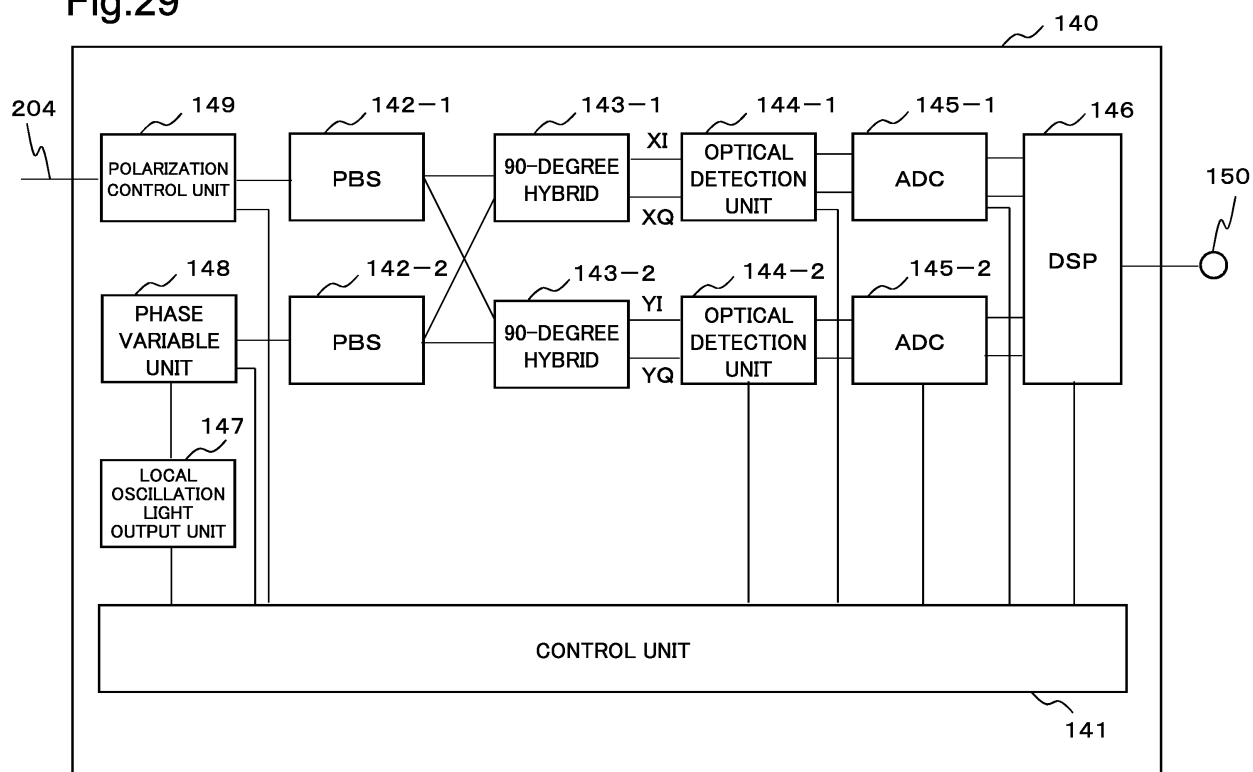 Fig.29
140
204
149
142-1
143-1
144-1
145-1
146
150
POLARIZATION
CONTROL UNIT
PBS
90-DEGREE
HYBRID
XI
XQ
OPTICAL
DETECTION
UNIT
ADC
DSP
148
142-2
143-2
144-2
145-2
PHASE
VARIABLE
UNIT
PBS
90-DEGREE
HYBRID
YI
YQ
OPTICAL
DETECTION
UNIT
ADC
147
LOCAL
OSCILLATION
LIGHT
OUTPUT UNIT
CONTROL UNIT
141